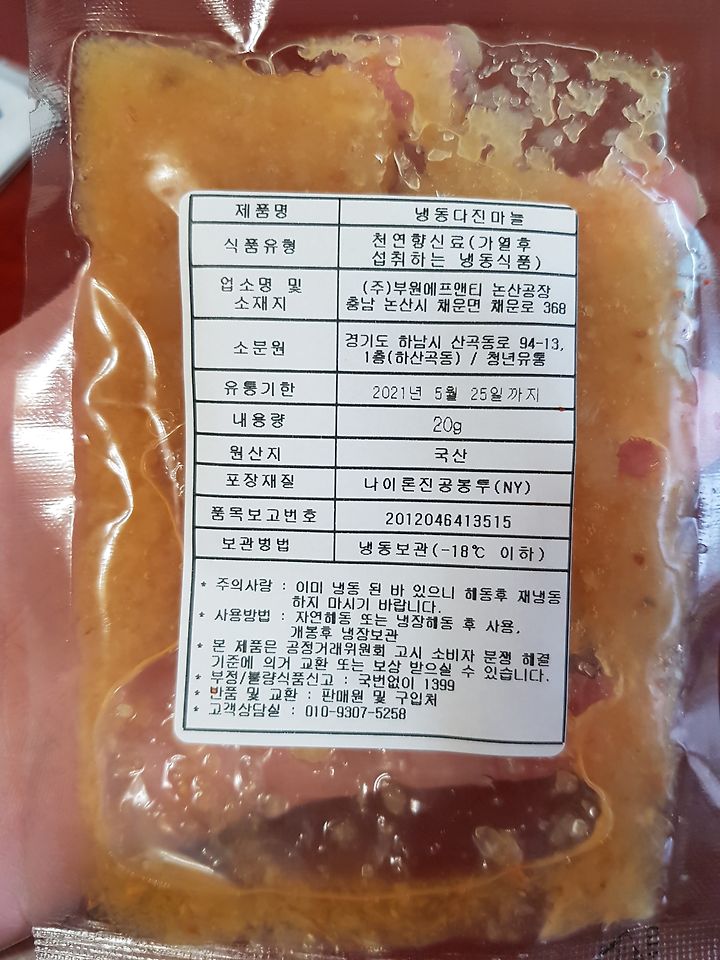 제품명 냉동다진마늘
식품유형 천연향신료(가열후
섭취하는 냉동식품)
업소명 및
소재지
(주)부원에프앤티 논산공장
충남 논산시 채운면 채운로 368
소분원 경기도 하남시 산곡동로 94-13,
1층(하산곡동) / 청년유통
유통기한 2021년 5월 25일까지
내용량 20g
원산지 국산
포장재질 나이론진공봉투(NY)
품목보고번호 2012046413515
보관병법 냉동보관(-18℃ 이하)
* 주의사랑 : 이미 냉동 된 바 있으니 해동후 재냉동
하지 마시기 바랍니다.
* 사용방법 : 자연해동 또는 냉장해동 후 사용,
개봉후 냉장보관
* 본 제품은 공정거래위원회 고시 소비자 분쟁 해결
기준에 의거 교환 또는 보상 받으실 수 있습니다.
* 부정/불량식품신고 : 국번없이 1399
* 반품 및 교환 : 판매원 및 구입처
* 고객상담실 : 010-9307-5258